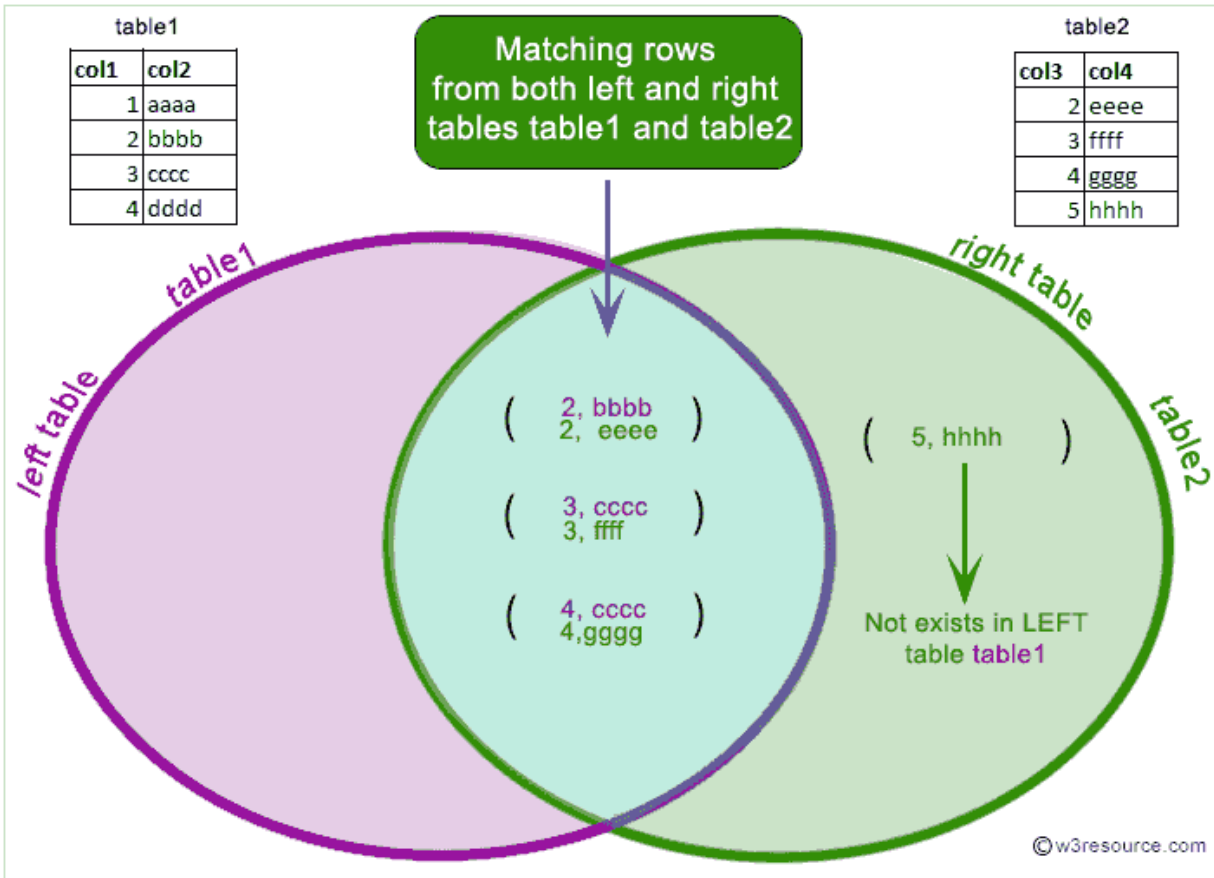 table1
col1 col2
1 aaaa
2 bbbb
3 cccc
4 dddd
Matching rows
from both left and right
tables table1 and table2
table2
col3 col4
2 eeee
3 ffff
4 gggg
5 hhhh
left table
table1
right table
table2
( 2, bbbb
2, eeee )
( 3, cccc
3, ffff )
( 4, cccc
4,gggg )
( 5, hhhh )
Not exists in LEFT
table table1
©w3resource.com